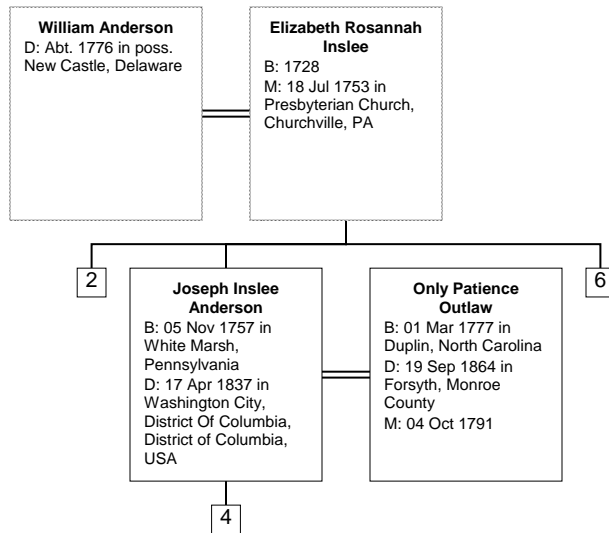 William Anderson
D: Abt. 1776 in poss.
New Castle, Delaware
Elizabeth Rosannah
Inslee
B: 1728
M: 18 Jul 1753 in
Presbyterian Church,
Churchville, PA
2
Joseph Inslee
Anderson
B: 05 Nov 1757 in
White Marsh,
Pennsylvania
D: 17 Apr 1837 in
Washington City,
District Of Columbia,
District of Columbia,
USA
Only Patience
Outlaw
B: 01 Mar 1777 in
Duplin, North Carolina
D: 19 Sep 1864 in
Forsyth, Monroe
County
M: 04 Oct 1791
6
4